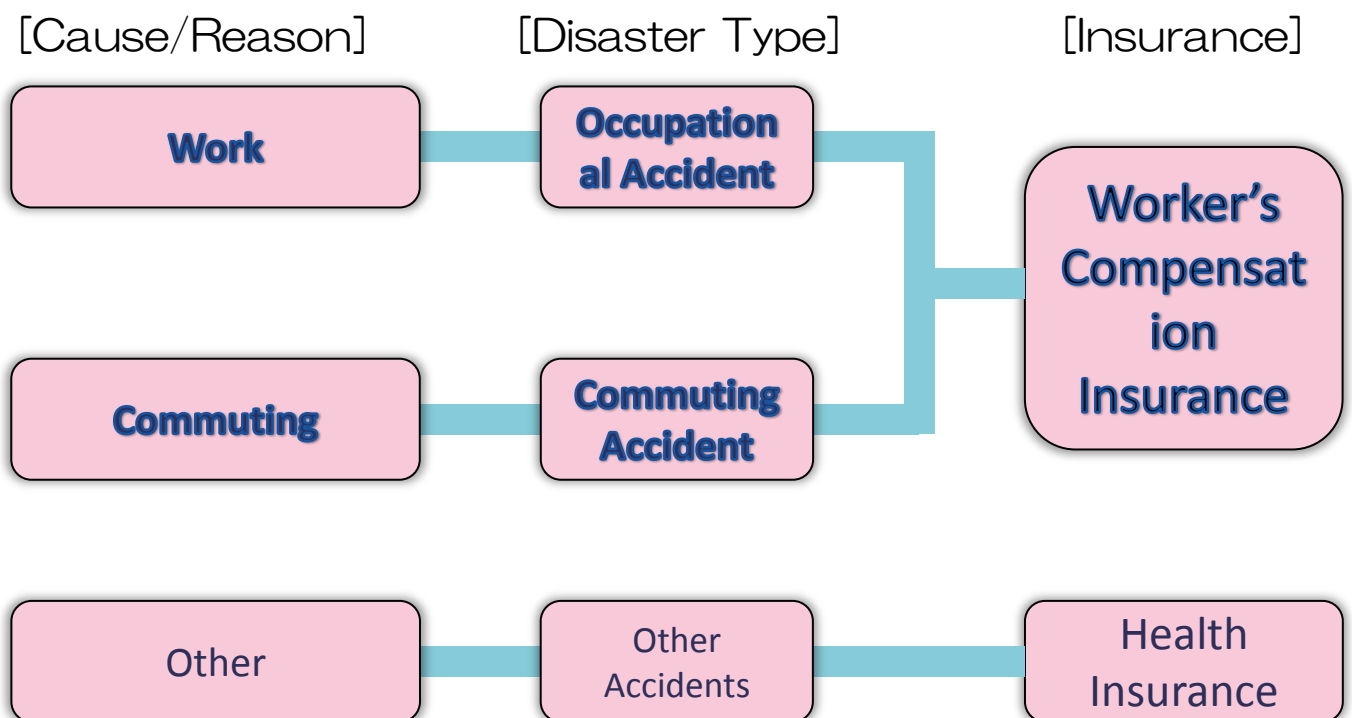 [Cause/Reason]
[Disaster Type]
[Insurance]
Work
Occupation
al Accident
Worker's
Compensat
ion
Insurance
Commuting
Commuting
Accident
Other
Other
Accidents
Health
Insurance